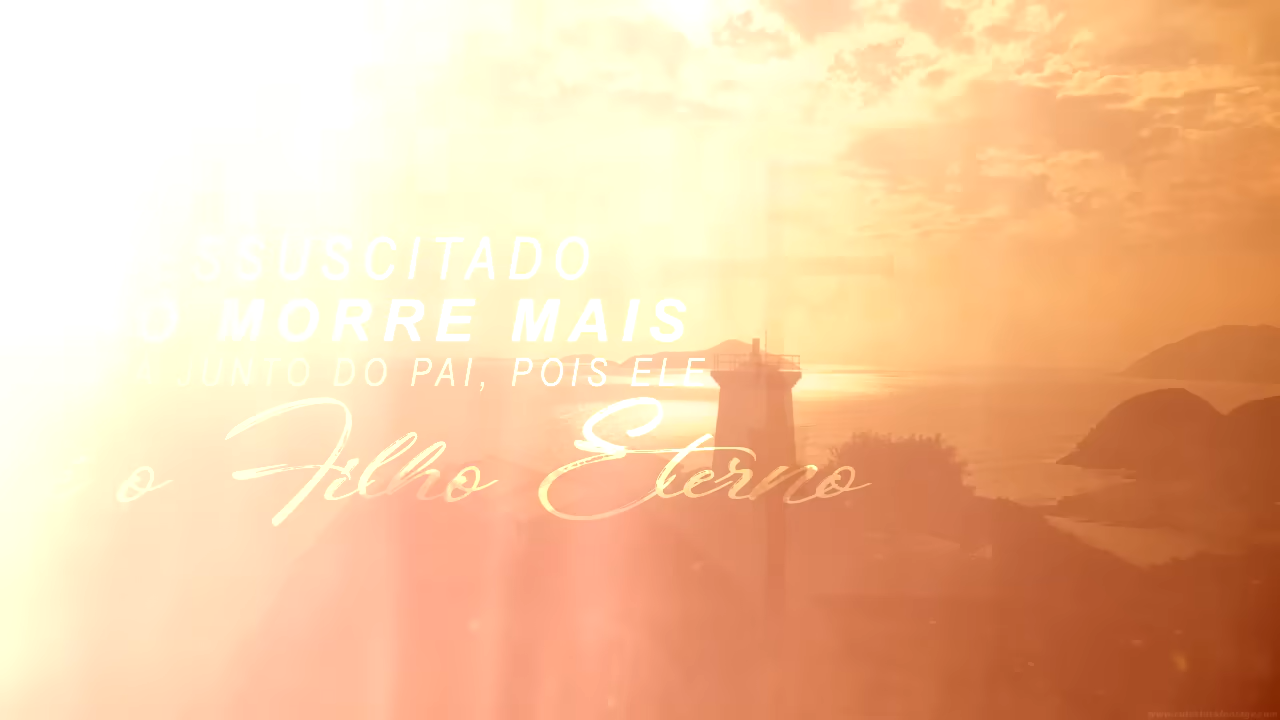 SSUSCITADO
O MORRE MAIS
JUNTO DO PAI, POIS ELE
o Filho Eterno